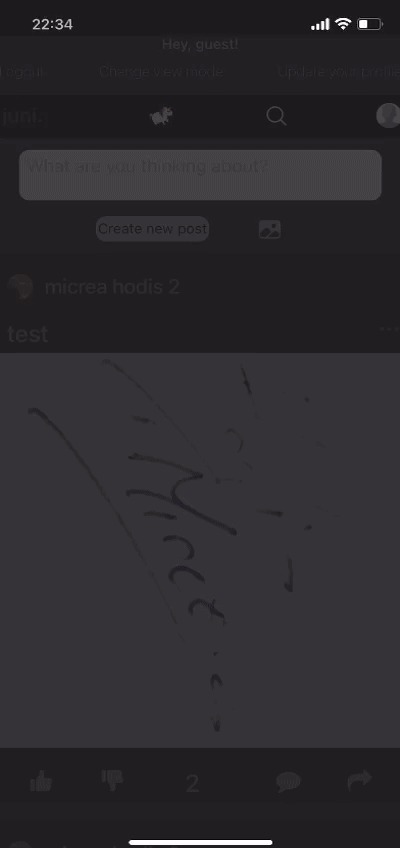 22:34
Hey, guest!
Logout
Change view mode
Update your profile
juni.
What are you thinking about?
Create new post
micrea hodis 2
test
2